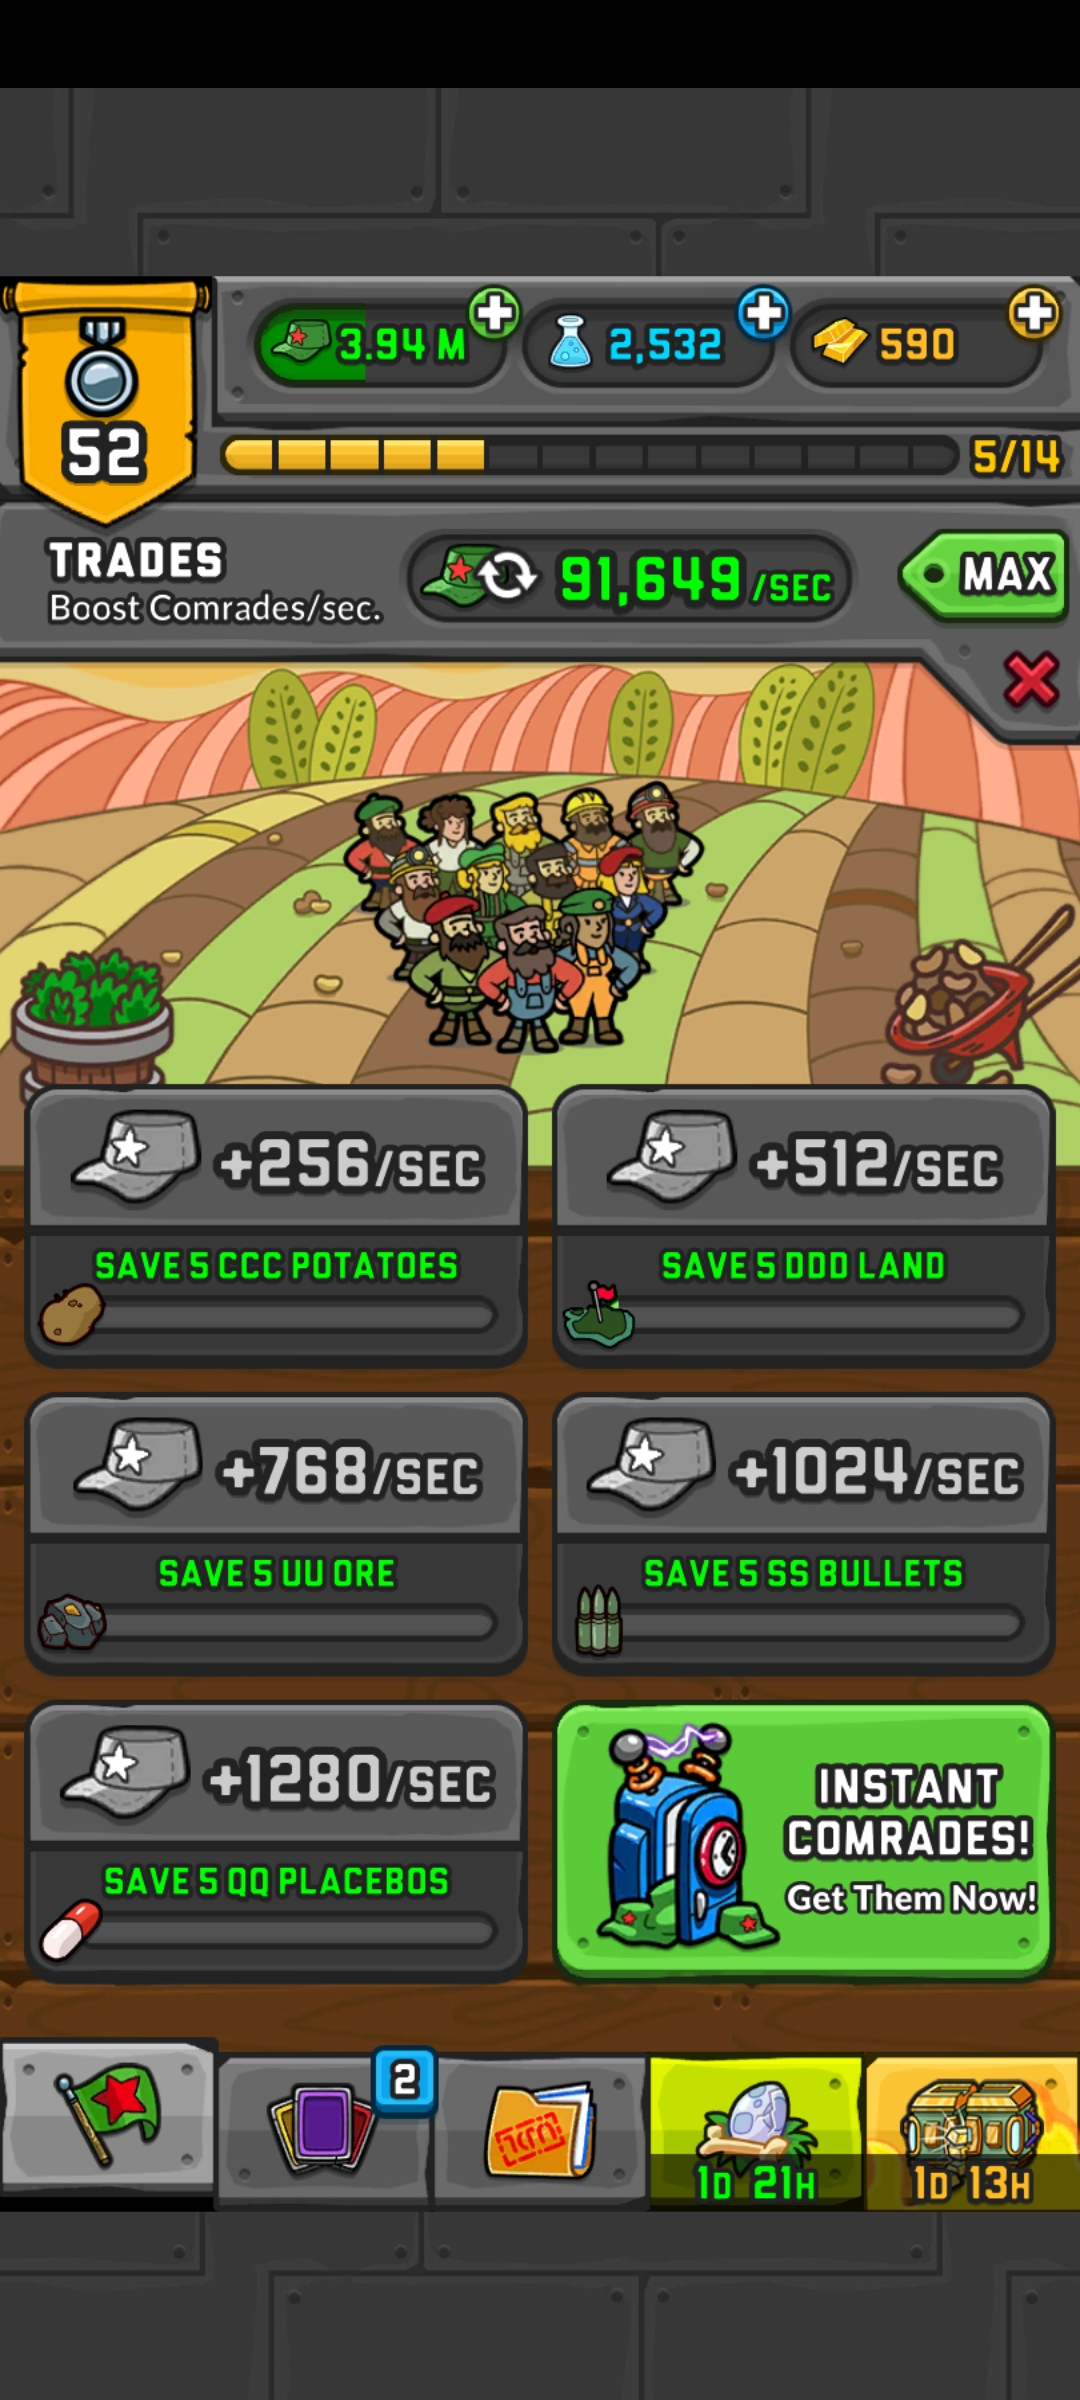 3.94 M
2,532
590
52
5/14
TRADES
Boost Comrades/sec.
91,649/SEC
MAX
+256/SEC
SAVE 5 CCC POTATOES
+512/SEC
SAVE 5 DDD LAND
+768/SEC
SAVE 5 UU ORE
+1024/SEC
SAVE 5 SS BULLETS
+1280/SEC
SAVE 5 QQ PLACEBOS
INSTANT
COMRADES!
Get Them Now!
2
1D 21H
1D 13H